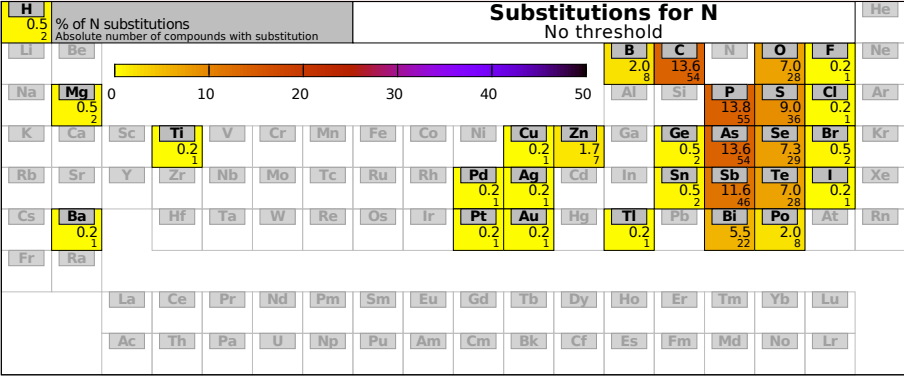 H Substitutions for N He
0.5 % of N substitutions No threshold
2 Absolute number of compounds with substitution
Li Be B C N O F Ne
2.0 13.6 7.0 0.2
8 54 28 1
0 10 20 30 40 50
Na Mg Al Si P S Cl Ar
0.5 13.8 9.0 0.2
2 55 36 1
K Ca Sc Ti V Cr Mn Fe Co Ni Cu Zn Ga Ge As Se Br Kr
0.2 0.2 1.7 0.5 13.6 7.3 0.5
1 1 7 2 54 29 2
Rb Sr Y Zr Nb Mo Tc Ru Rh Pd Ag Cd In Sn Sb Te I Xe
0.2 0.2 0.5 11.6 7.0 0.2
1 1 2 46 28 1
Cs Ba Hf Ta W Re Os Ir Pt Au Hg Tl Pb Bi Po At Rn
0.2 0.2 0.2 0.2 5.5 2.0
1 1 1 1 22 8
Fr Ra
La Ce Pr Nd Pm Sm Eu Gd Tb Dy Ho Er Tm Yb Lu
Ac Th Pa U Np Pu Am Cm Bk Cf Es Fm Md No Lr